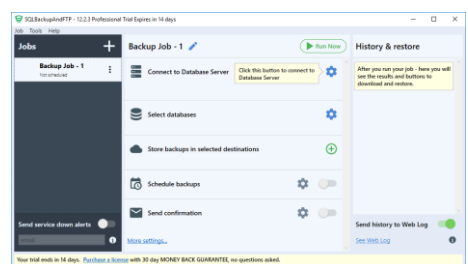 SQLBackupAndFTP - 12.2.3 Professional Trial Expires in 14 days
Job Tools Help
Jobs
Backup Job - 1
Not scheduled
Send service down alerts
email
Backup Job - 1
Run Now
Connect to Database Server
Click this button to connect to
Database Server
Select databases
Store backups in selected destinations
Schedule backups
Send confirmation
More settings...
History & restore
After you run your job - here you will
see the results and buttons to
download and restore.
Send history to Web Log
See Web Log
Your trial ends in 14 days. Purchase a license with 30 day MONEY BACK GUARANTEE, no questions asked.